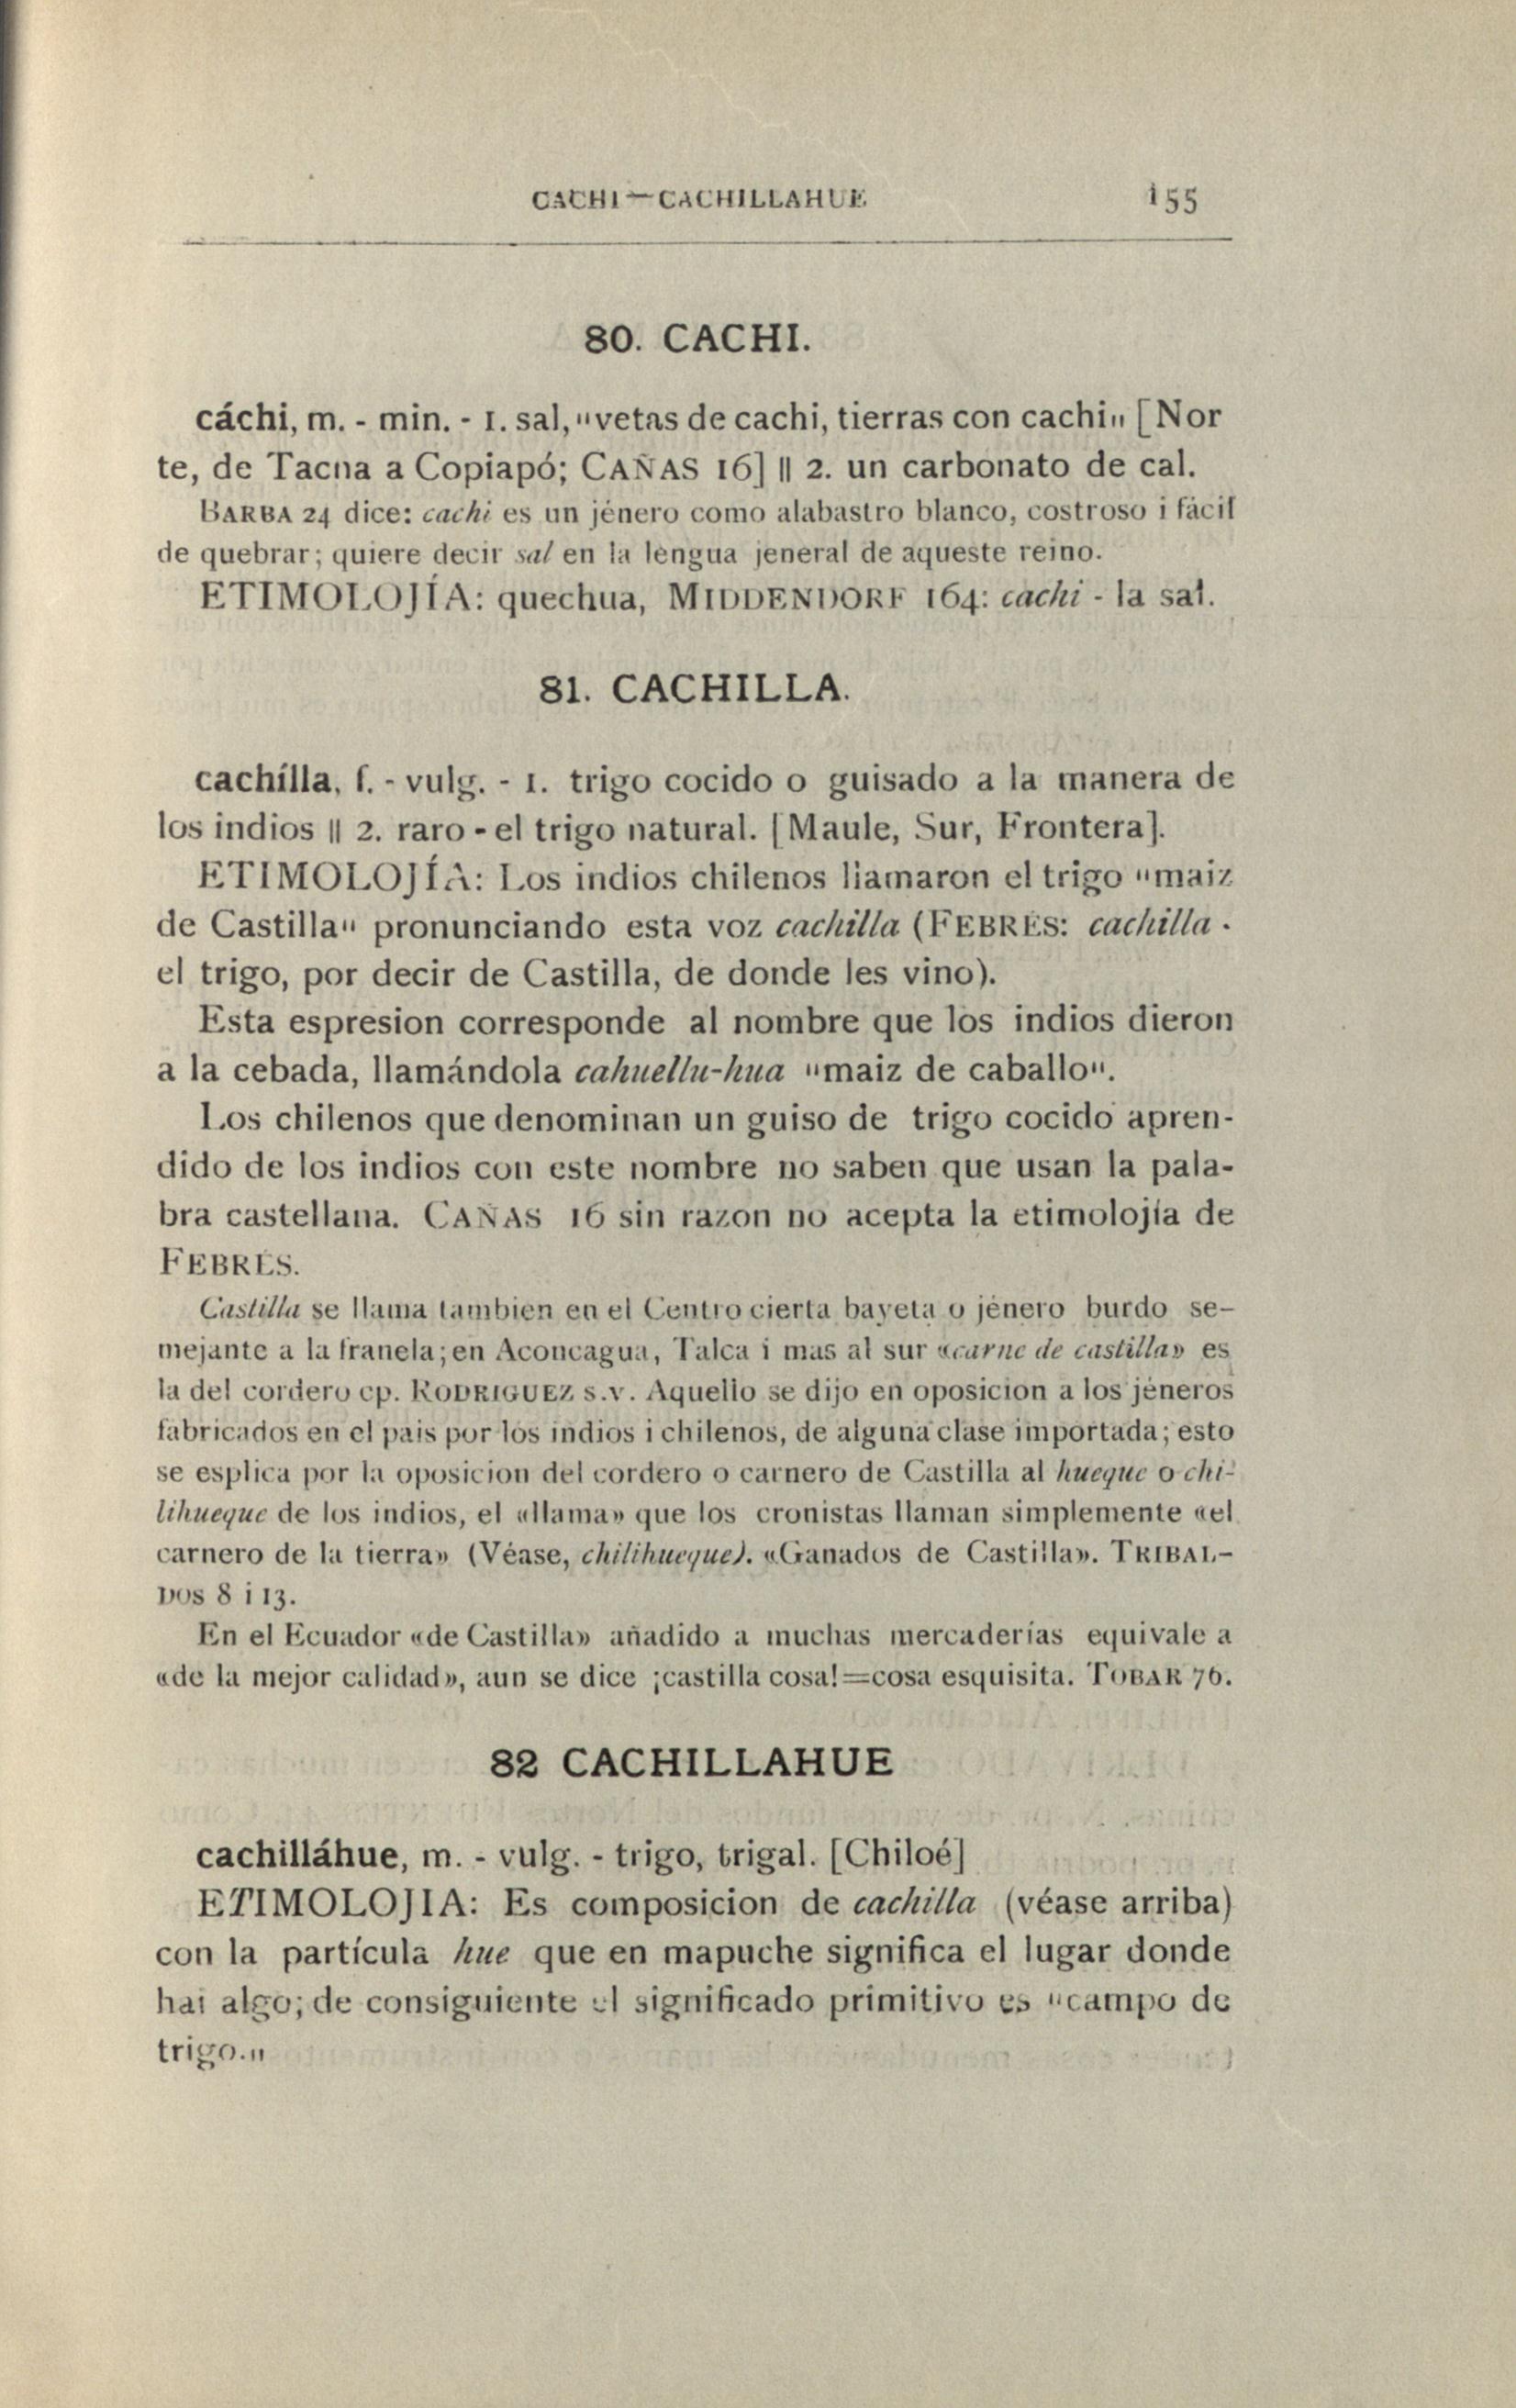 CACHI — CACHILLAHUE 155
80. CACHI.
cáchi, m. - min. - 1. sal, "vetas de cachi, tierras con cachi" [Nor
te, de Tacna a Copiapó; CAÑAS 16] || 2. un carbonato de cal.
BARBA 24 dice: cachi es un jénero como alabastro blanco, costroso i fácil
de quebrar; quiere decir sal en la lengua jeneral de aqueste reino.
ETIMOLOJÍA: quechua, MIDDENDORF 164: cachi - la sal.
81. CACHILLA.
cachílla, f. - vulg. - 1. trigo cocido o guisado a la manera de
los indios || 2. raro - el trigo natural. [Maule, Sur, Frontera].
ETIMOLOJÍA: Los indios chilenos llamaron el trigo "maiz
de Castilla" pronunciando esta voz cachilla (FEBRÉS: cachilla ·
el trigo, por decir de Castilla, de donde les vino).
Esta espresion corresponde al nombre que los indios dieron
a la cebada, llamándola cahuellu-hua "maiz de caballo".
Los chilenos que denominan un guiso de trigo cocido apren-
dido de los indios con este nombre no saben que usan la pala-
bra castellana. CAÑAS 16 sin razon no acepta la etimolojía de
FEBRÉS.
Castilla se llama tambien en el Centro cierta bayeta o jénero burdo se-
mejante a la franela; en Aconcagua, Talca i mas al sur «carne de castilla» es
la del cordero cp. RODRIGUEZ s.v. Aquello se dijo en oposicion a los jéneros
fabricados en el pais por los indios i chilenos, de alguna clase importada; esto
se esplica por la oposicion del cordero o carnero de Castilla al hueque o chi-
lihueque de los indios, el «llama» que los cronistas llaman simplemente «el
carnero de la tierra» (Véase, chilihueque). «Ganados de Castilla». TRIBAL-
DOS 8 i 13.
En el Ecuador «de Castilla» añadido a muchas mercaderías equivale a
«de la mejor calidad», aun se dice ¡castilla cosa!=cosa esquisita. TOBAR 76.
82 CACHILLAHUE
cachilláhue, m. - vulg. - trigo, trigal. [Chiloé]
ETIMOLOJIA: Es composicion de cachilla (véase arriba)
con la partícula hue que en mapuche significa el lugar donde
hai algo; de consiguiente el significado primitivo es "campo de
trigo."